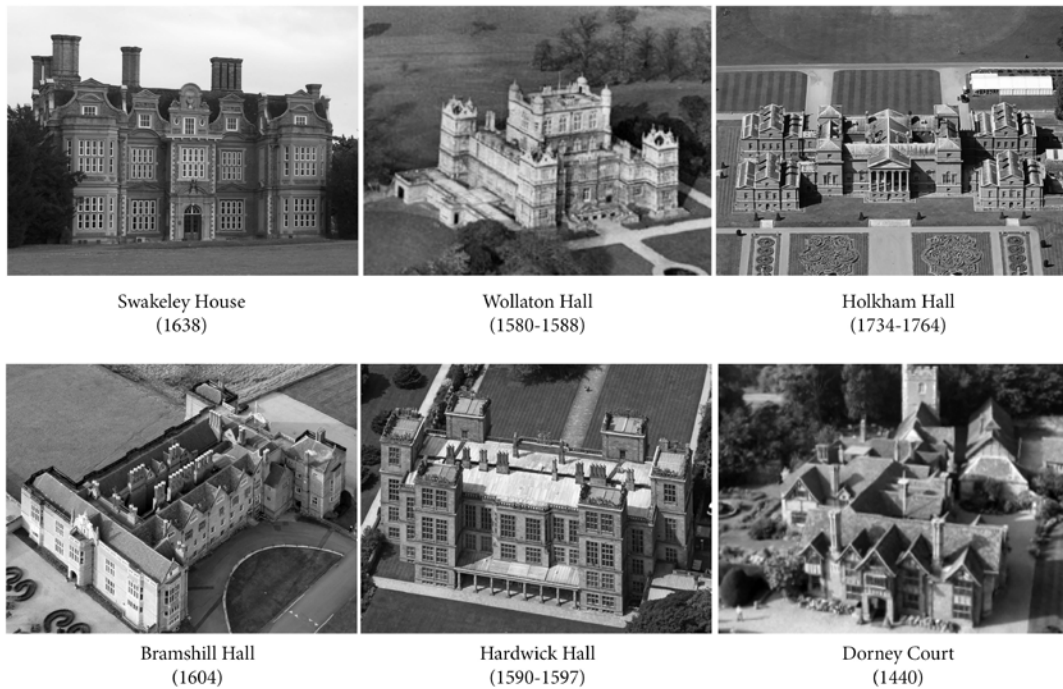 Swakeley House
(1638)
Wollaton Hall
(1580-1588)
Holkham Hall
(1734-1764)
Bramshill Hall
(1604)
Hardwick Hall
(1590-1597)
Dorney Court
(1440)